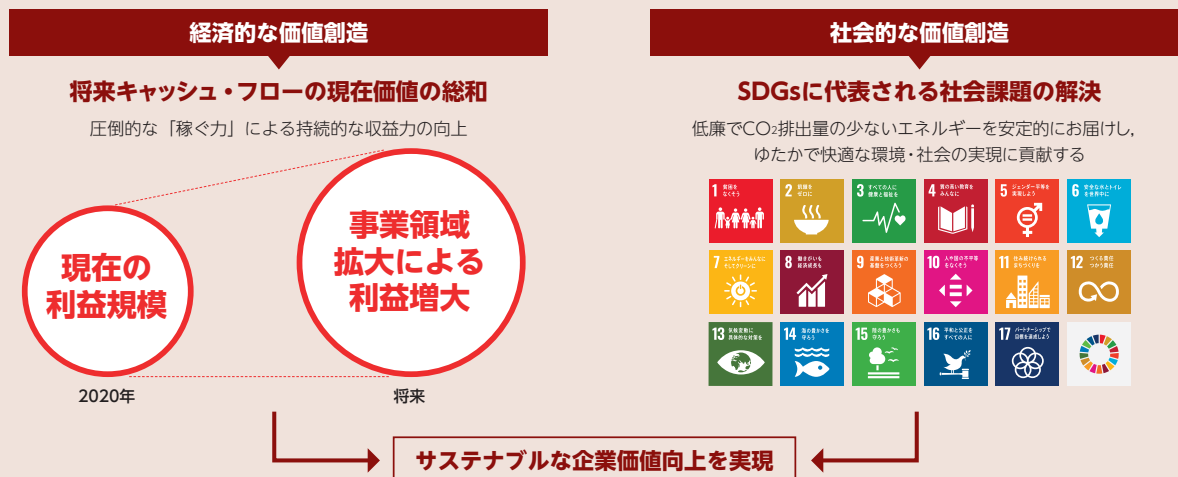 経済的な価値創造
将来キャッシュ・フローの現在価値の総和
圧倒的な「稼ぐ力」による持続的な収益力の向上
現在の
利益規模
2020年
事業領域
拡大による
利益増大
将来
社会的な価値創造
SDGsに代表される社会課題の解決
低廉でCO₂排出量の少ないエネルギーを安定的にお届けし,
ゆたかで快適な環境・社会の実現に貢献する
1 貧困を
なくそう
2 飢餓を
ゼロに
3 すべての人に
健康と福祉を
4 質の高い教育を
みんなに
5 ジェンダー平等を
実現しよう
6 安全な水とトイレ
を世界中に
7 エネルギーをみんなに
そしてクリーンに
8 働きがいも
経済成長も
9 産業と技術革新の
基盤をつくろう
10 人や国の不平等
をなくそう
11 住み続けられる
まちづくりを
12 つくる責任
つかう責任
13 気候変動に
具体的な対策を
14 海の豊かさを
守ろう
15 陸の豊かさも
守ろう
16 平和と公正を
すべての人に
17 パートナーシップで
目標を達成しよう
サステナブルな企業価値向上を実現